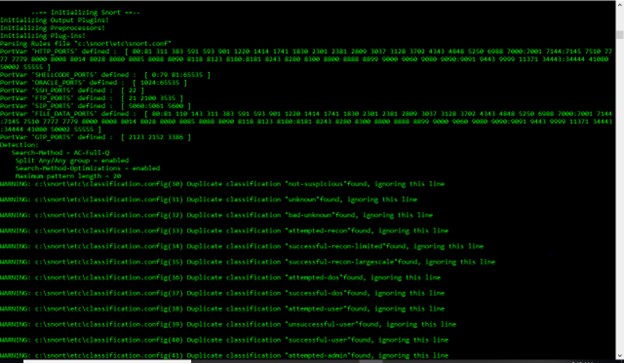 --== Initializing Snort ==--
Initializing Output Plugins!
Initializing Preprocessors!
Initializing Plug-ins!
Parsing Rules file "c:\snort\etc\snort.conf"
PortVar 'HTTP_PORTS' defined :  [ 80:81 311 383 591 593 901 1220 1414 1741 1830 2301 2381 2809 3037 3128 3702 4343 4848 5250 6988 7000:7001 7144:7145 7510 77
77 7779 8000 8008 8014 8028 8080 8085 8088 8090 8118 8123 8180:8181 8243 8280 8300 8800 8888 8899 9000 9060 9080 9090:9091 9443 9999 11371 34443:34444 41080
50002 55555 ]
PortVar 'SHELLCODE_PORTS' defined :  [ 0:79 81:65535 ]
PortVar 'ORACLE_PORTS' defined :  [ 1024:65535 ]
PortVar 'SSH_PORTS' defined :  [ 22 ]
PortVar 'FTP_PORTS' defined :  [ 21 2100 3535 ]
PortVar 'SIP_PORTS' defined :  [ 5060:5061 5600 ]
PortVar 'FILE_DATA_PORTS' defined :  [ 80:81 110 143 311 383 591 593 901 1220 1414 1741 1830 2301 2381 2809 3037 3128 3702 4343 4848 5250 6988 7000:7001 7144
:7145 7510 7777 7779 8000 8008 8014 8028 8080 8085 8088 8090 8118 8123 8180:8181 8243 8280 8300 8800 8888 8899 9000 9060 9080 9090:9091 9443 9999 11371 34443
:34444 41080 50002 55555 ]
PortVar 'GTP_PORTS' defined :  [ 2123 2152 3386 ]
Detection:
Search-Method = AC-Full-Q
Split Any/Any group = enabled
Search-Method-Optimizations = enabled
Maximum pattern length = 20
WARNING: c:\snort\etc\classification.config(30) Duplicate classification "not-suspicious"found, ignoring this line
WARNING: c:\snort\etc\classification.config(31) Duplicate classification "unknown"found, ignoring this line
WARNING: c:\snort\etc\classification.config(32) Duplicate classification "bad-unknown"found, ignoring this line
WARNING: c:\snort\etc\classification.config(33) Duplicate classification "attempted-recon"found, ignoring this line
WARNING: c:\snort\etc\classification.config(34) Duplicate classification "successful-recon-limited"found, ignoring this line
WARNING: c:\snort\etc\classification.config(35) Duplicate classification "successful-recon-largescale"found, ignoring this line
WARNING: c:\snort\etc\classification.config(36) Duplicate classification "attempted-dos"found, ignoring this line
WARNING: c:\snort\etc\classification.config(37) Duplicate classification "successful-dos"found, ignoring this line
WARNING: c:\snort\etc\classification.config(38) Duplicate classification "attempted-user"found, ignoring this line
WARNING: c:\snort\etc\classification.config(39) Duplicate classification "unsuccessful-user"found, ignoring this line
WARNING: c:\snort\etc\classification.config(40) Duplicate classification "successful-user"found, ignoring this line
WARNING: c:\snort\etc\classification.config(41) Duplicate classification "attempted-admin"found, ignoring this line